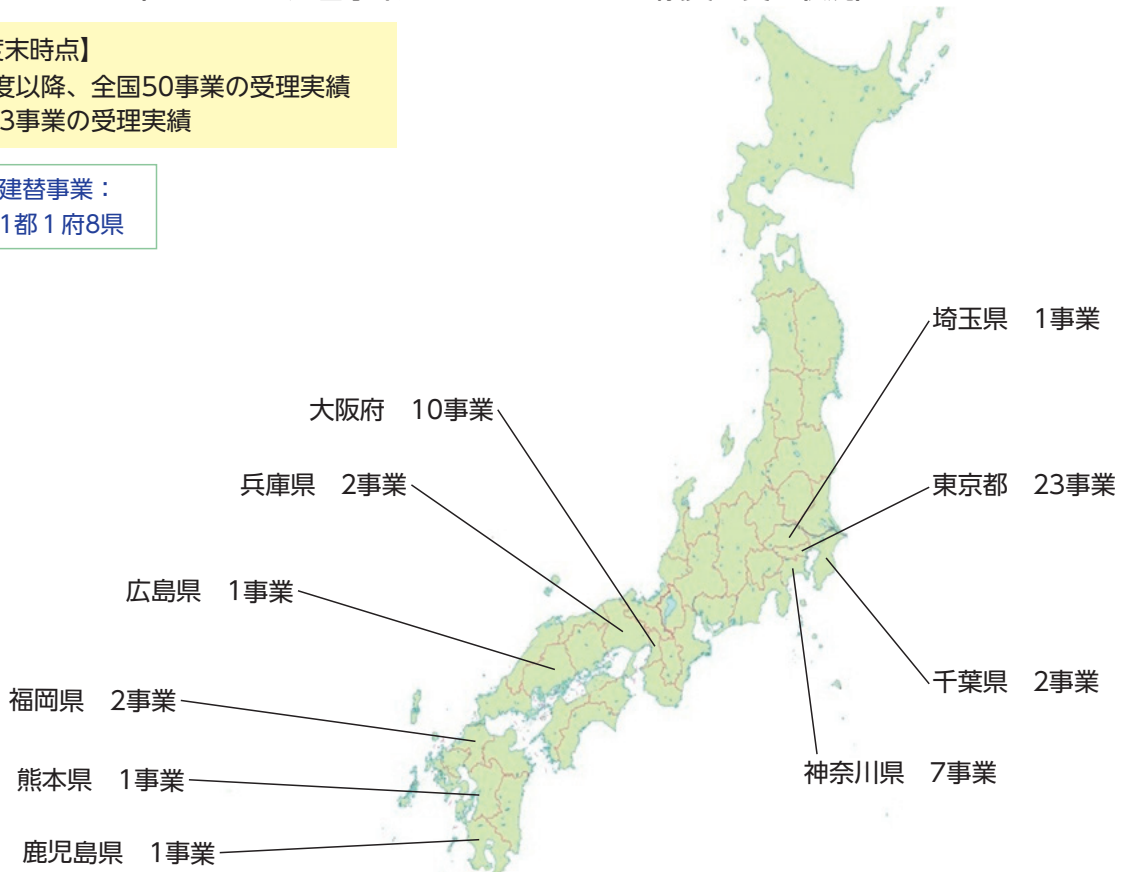 度末時点】
度以降、全国50事業の受理実績
3事業の受理実績
建替事業：
1都１府8県
埼玉県　1事業
大阪府　10事業
兵庫県　2事業
東京都　23事業
広島県　1事業
千葉県　2事業
福岡県　2事業
神奈川県　7事業
熊本県　1事業
鹿児島県　1事業